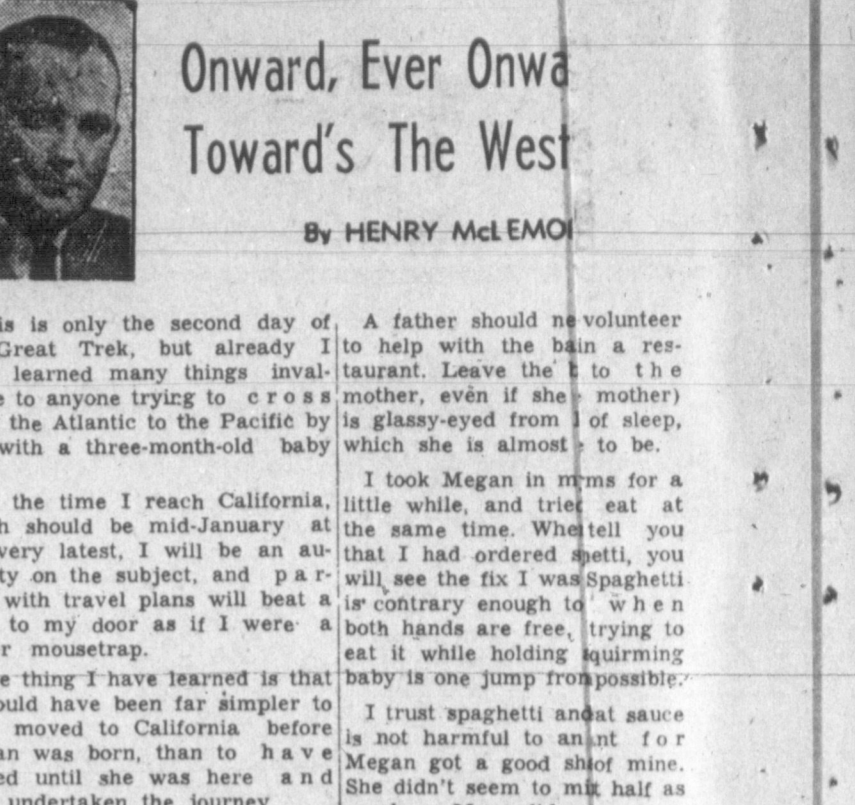 Onward, Ever Onwa
Toward's The West
By HENRY McLEMO
is is only the second day of
Great Trek, but already I
learned many things inval-
e to anyone trying to cross
the Atlantic to the Pacific by
with a three-month-old baby
the time I reach California,
h should be mid-January at
very latest, I will be an au-
ty on the subject, and par-
with travel plans will beat a
to my door as if I were a
r mousetrap.
e thing I have learned is that
ould have been far simpler to
moved to California before
an was born, than to have
ed until she was here and
undertaken the journey
A father should ne volunteer
to help with the ba in a res-
taurant. Leave the to the
mother, even if she mother)
is glassy-eyed from of sleep,
which she is almost to be.
I took Megan in m ms for a
little while, and tried eat at
the same time. Whe tell you
that I had ordered s etti, you
will see the fix I was Spaghetti
is contrary enough to when
both hands are free, trying to
eat it while holding squirming
baby is one jump fro possible.
I trust spaghetti an at sauce
is not harmful to an nt for
Megan got a good sh of mine.
She didn't seem to mi it half as